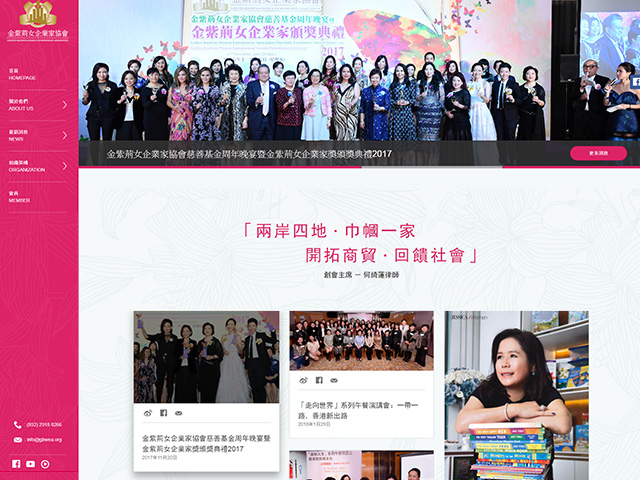 金紫荊女企業家協會
首頁
HOMEPAGE
關於我們
ABOUT US
最新消息
NEWS
組織架構
ORGANIZATION
會員
MEMBER
金紫荊女企業家協會慈善基金周年晚宴暨
金紫荊女企業家頒獎典禮
2017
金紫荊女企業家協會慈善基金周年晚宴暨金紫荊女企業家獎頒獎典禮2017
更多消息
「兩岸四地·巾幗一家
開拓商貿·回饋社會」
創會主席 － 何綺蓮律師
JESSICA
金紫荊女企業家協會慈善基金周年晚宴暨
金紫荊女企業家獎頒獎典禮2017
2017年11月20日
「走向世界」系列午餐演講會：一帶一
路，香港新出路
2018年1月25日